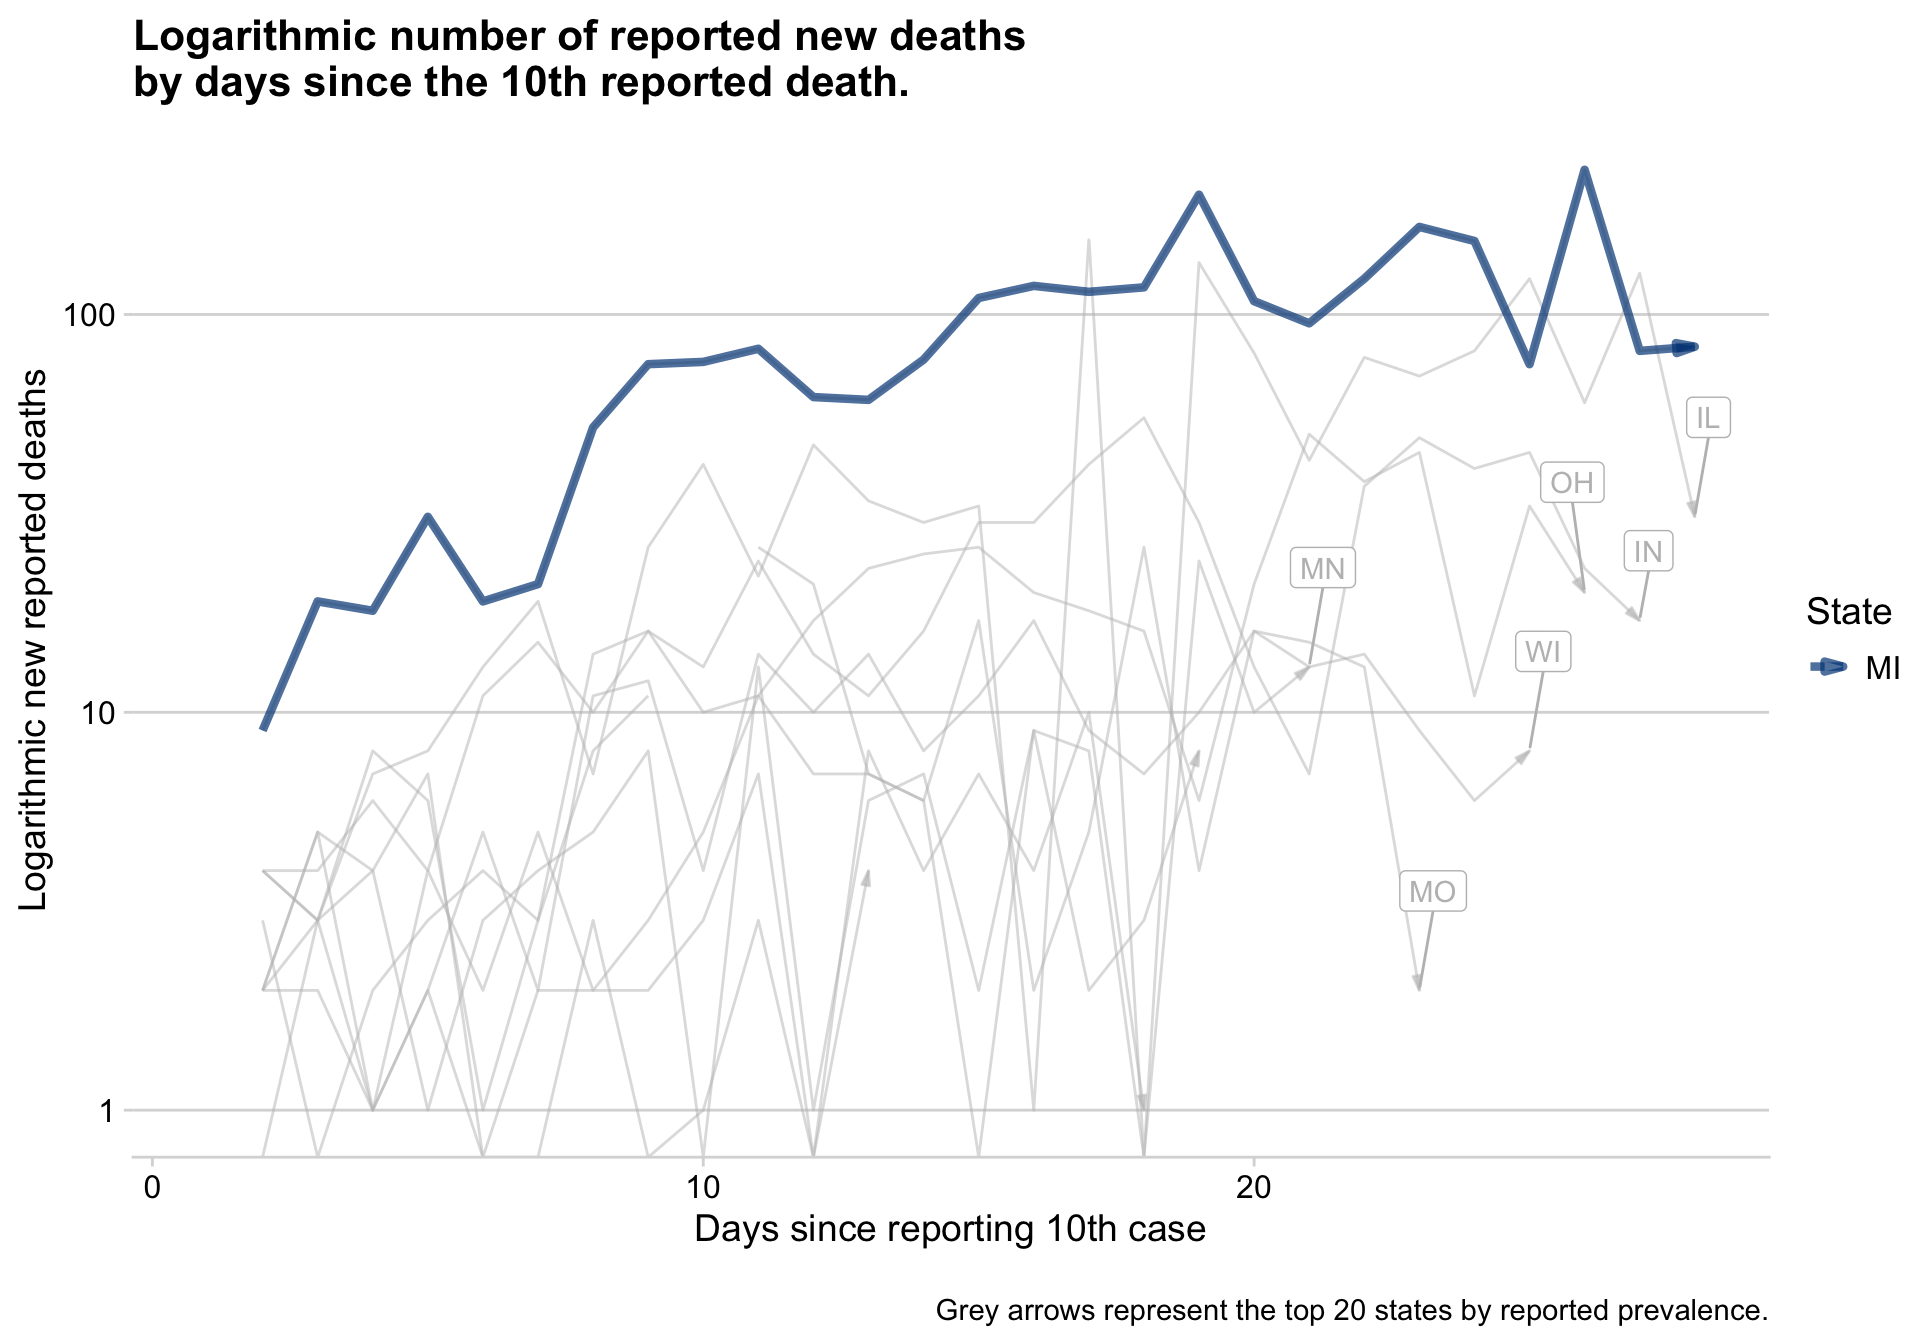 Logarithmic number of reported new deaths
by days since the 10th reported death.
Logarithmic new reported deaths
100
10
1
IL
OH
IN
MN
WI
MO
State
MI
0
10
20
Days since reporting 10th case
Grey arrows represent the top 20 states by reported prevalence.